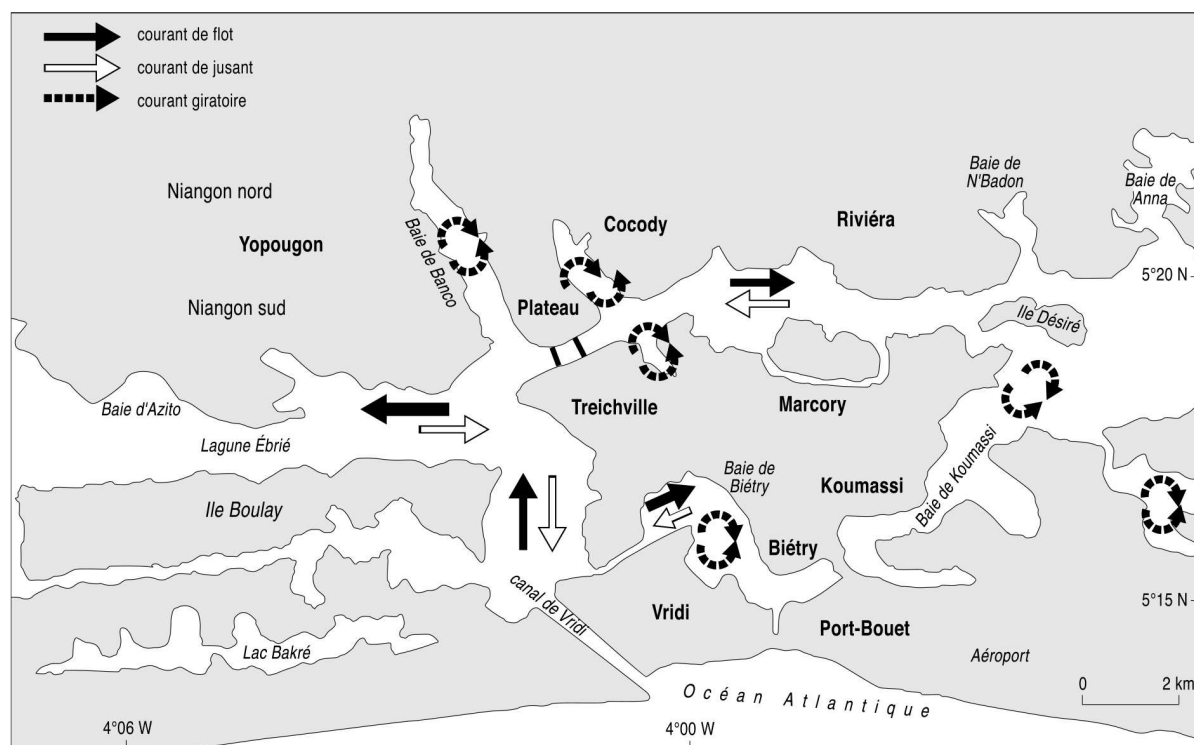 courant de flot
courant de jusant
courant giratoire
Baie de
N'Badon
Baie de
Anna
Niangon nord
Cocody
Riviéra
Yopougon
Baie de Banco
5°20 N
Niangon sud
Plateau
Ile Désiré
Baie d'Azito
Treichville
Marcory
Lagune Ébrié
Baie de
Biétry
Koumassi
Baie de Koumassi
Ile Boulay
Biétry
canal de Vridi
Vridi
5°15 N
Port-Bouet
Lac Bakré
Aéroport
0 2 km
Océan Atlantique
4°06 W
4°00 W